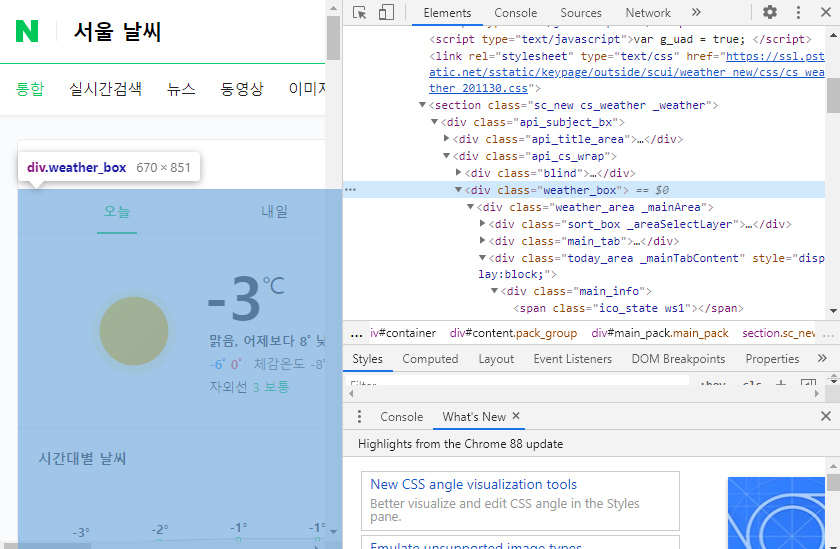 N 서울 날씨
통합 실시간검색 뉴스 동영상 이미지
div.weather_box 670 × 851
오늘 내일
-3℃
맑음, 어제보다 8˚ 낮
-6˚ 0˚ 체감온도 -8˚
자외선 3 보통
시간대별 날씨
-3˚ -2˚ -1˚ -1˚
Elements Console Sources Network »
<script type="text/javascript">var g_uad = true; </script>
<link rel="stylesheet" type="text/css" href="https://ssl.pst
atic.net/sstatic/keypage/outside/scui/weather_new/css/cs_wea
ther_201130.css">
▼<section class="sc_new cs_weather _weather">
▼<div class="api_subject_bx">
▶<div class="api_title_area">…</div>
▼<div class="api_cs_wrap">
▶<div class="blind">…</div>
… ▼<div class="weather_box"> == $0
▼<div class="weather_area _mainArea">
▶<div class="sort_box _areaSelectLayer">…</div>
▶<div class="main_tab">…</div>
▼<div class="today_area _mainTabContent" style="disp
lay:block;">
▼<div class="main_info">
<span class="ico_state ws1"></span>
… iv#container div#content.pack_group div#main_pack.main_pack section.sc_new …
Styles Computed Layout Event Listeners DOM Breakpoints Properties »
Filter :hov .cls +
Console What's New ×
Highlights from the Chrome 88 update
New CSS angle visualization tools
Better visualize and edit CSS angle in the Styles
pane.
Emulate unsupported image types